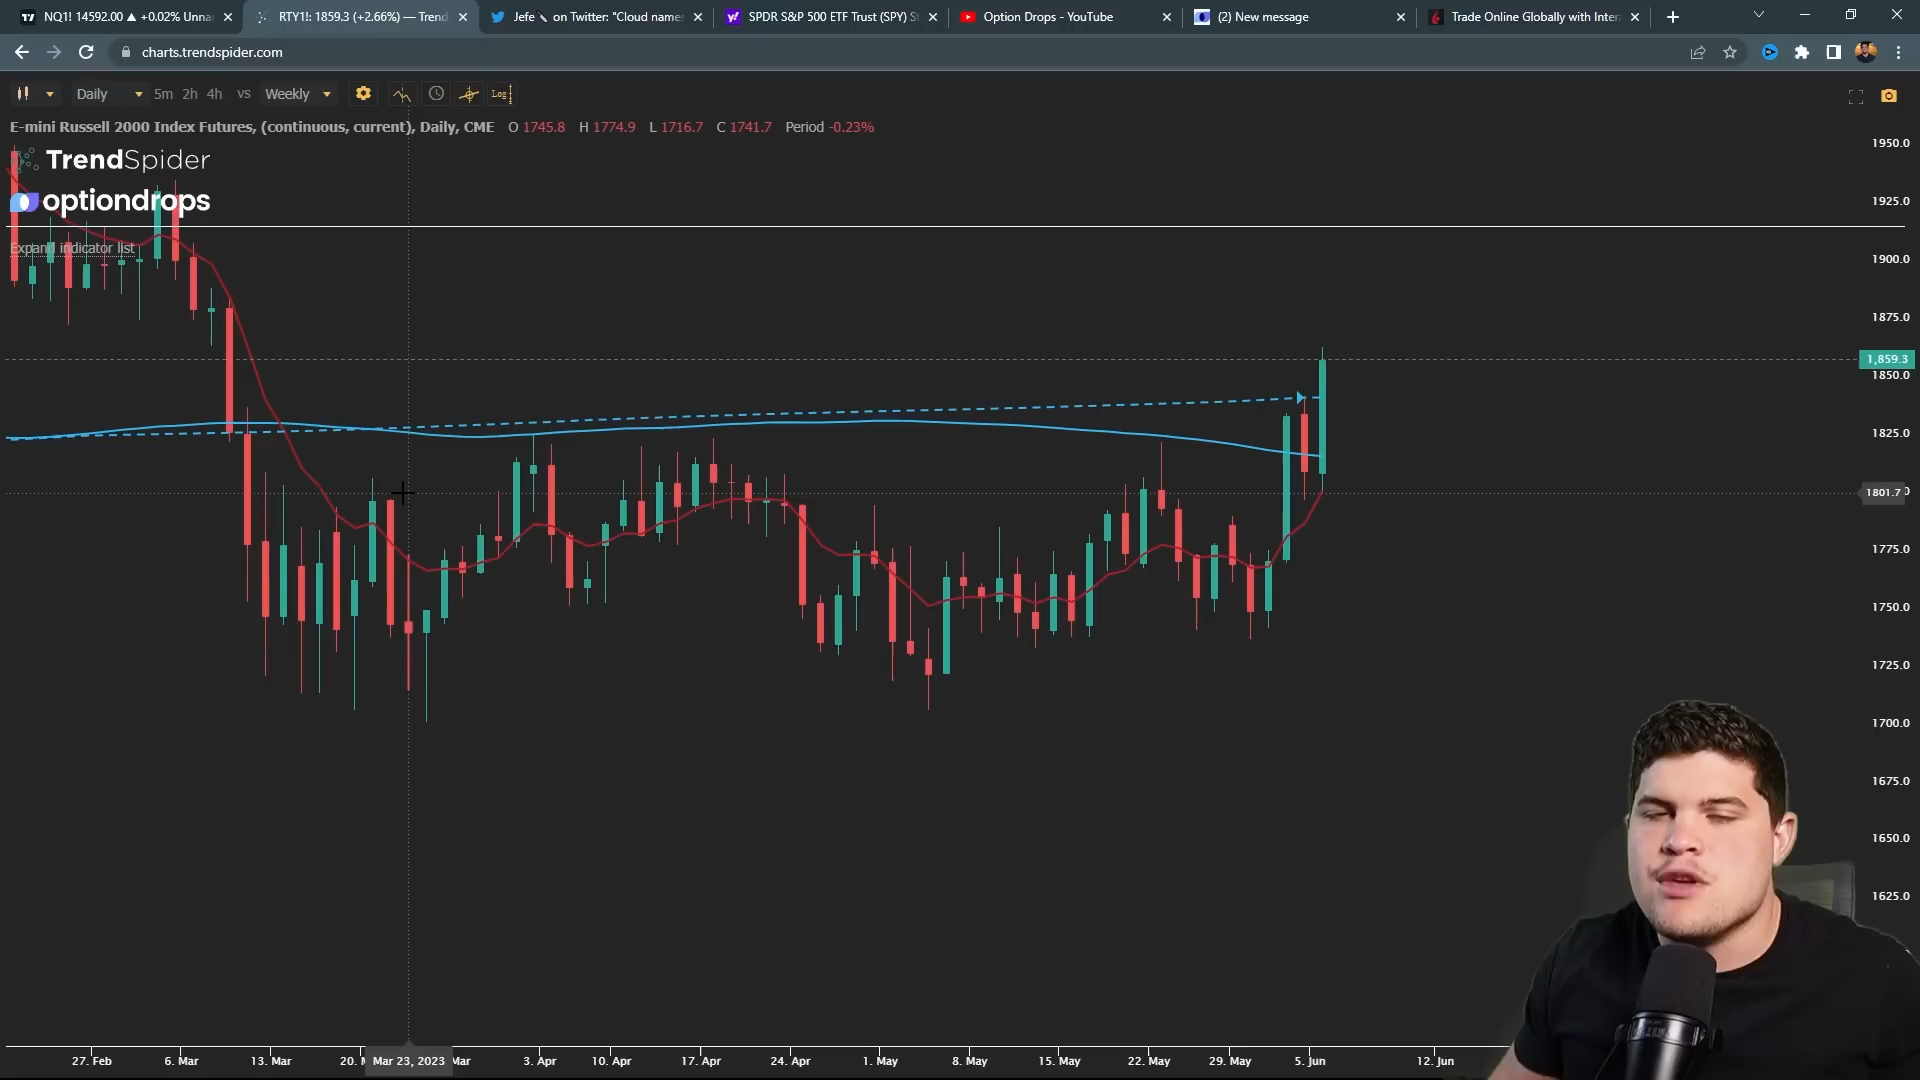 NQ1! 14592.00 ▲ +0.02% Unna
RTY1!: 1859.3 (+2.66%) — Trend
Jefe on Twitter: "Cloud name
SPDR S&P 500 ETF Trust (SPY) S
Option Drops - YouTube
(2) New message
Trade Online Globally with Inter
charts.trendspider.com
Daily 5m 2h 4h vs Weekly Log
E-mini Russell 2000 Index Futures, (continuous, current), Daily, CME O 1745.8 H 1774.9 L 1716.7 C 1741.7 Period -0.23%
TrendSpider
optiondrops
Expand indicator list
1950.0
1925.0
1900.0
1875.0
1,859.3
1850.0
1825.0
1801.7
1775.0
1750.0
1725.0
1700.0
1675.0
1650.0
1625.0
27. Feb 6. Mar 13. Mar 20. Mar 23, 2023 Mar 3. Apr 10. Apr 17. Apr 24. Apr 1. May 8. May 15. May 22. May 29. May 5. Jun 12. Jun